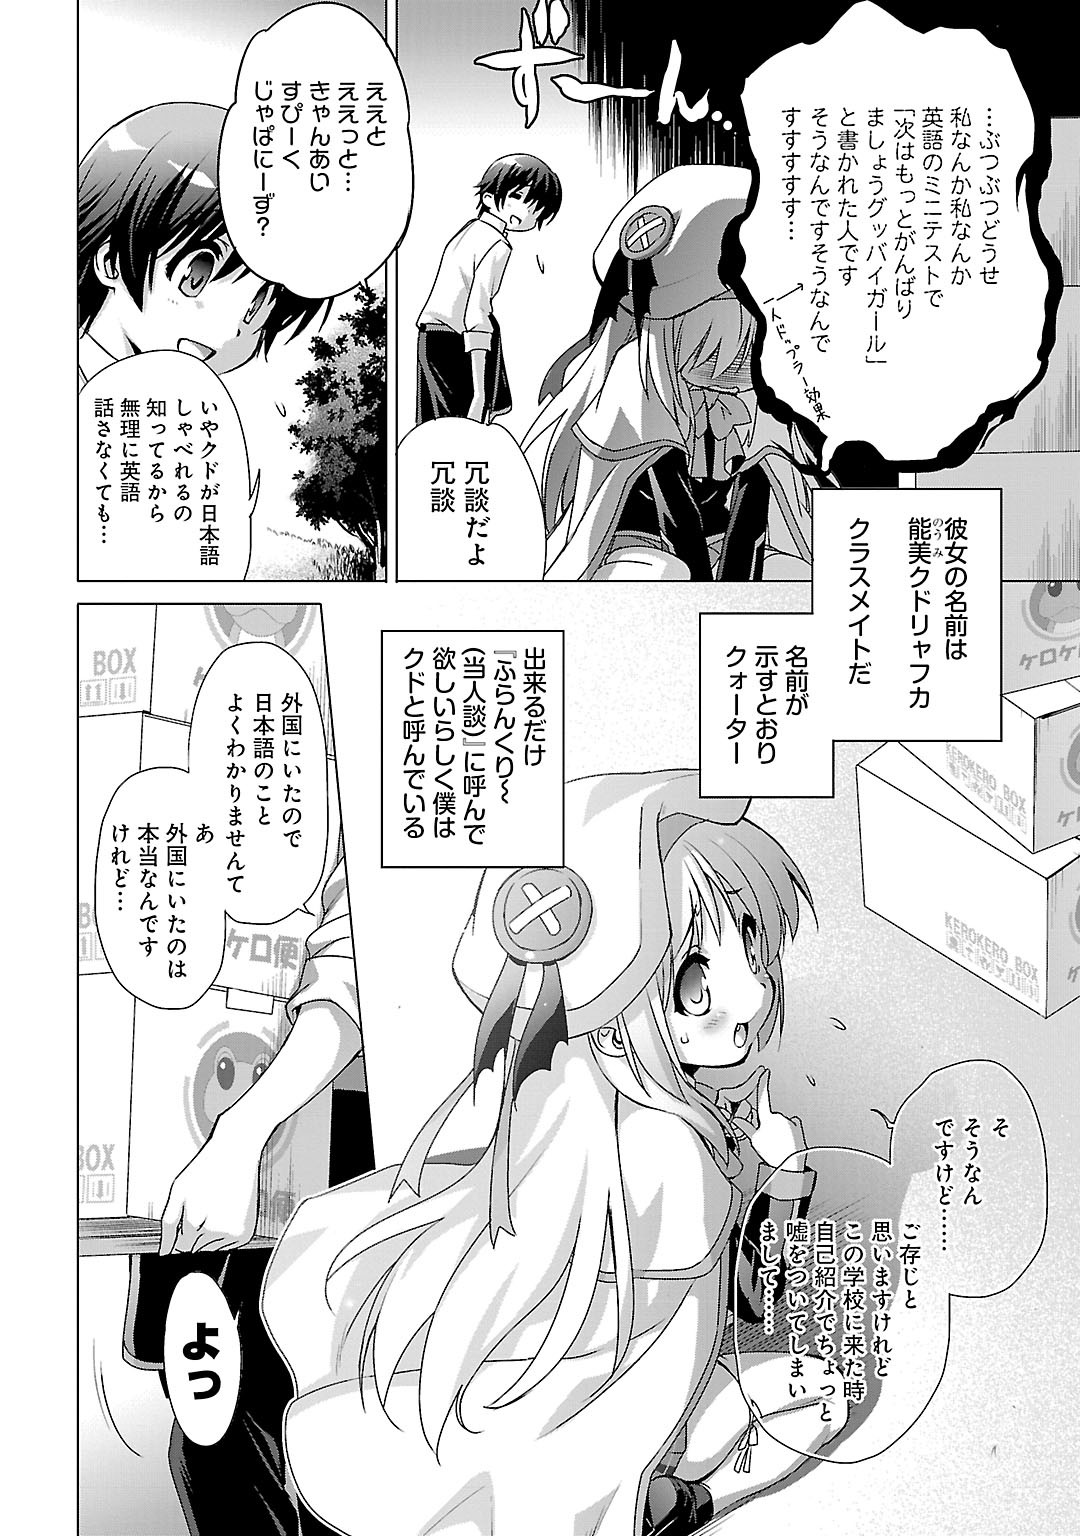 …ぶつぶつどうせ
私なんか私なんか
英語のミニテストで
「次はもっとがんばり
ましょうグッバイガール」
と書かれた人です
そうなんですそうなんで
すすすすす…
←人間ドップラー効果
ずーん…
冗談だよ
冗談
ええと
ええっと…
きゃんあい
すぴーく
じゃぱにーず?
いやクドが日本語
しゃべれるの
知ってるから
無理に英語
話さなくても…
彼女の名前は
能美クドリャフカ
のうみ
クラスメイトだ
名前が
示すとおり
クォーター
出来るだけ
『ふらんくり〜
(当人談)』に呼んで
欲しいらしく僕は
クドと呼んでいる
ケロケロ
KEROKERO BOX
KEROKERO BOX
そ
そうなん
ですけど……
ご存じと
思いますけれど
この学校に来た時
自己紹介でちょっと
嘘をついてしまい
まして……
外国にいたので
日本語のこと
よくわかりませんて
あ
外国にいたのは
本当なんです
けれど…
BOX
BOX
ケロ便
BOX
よっ